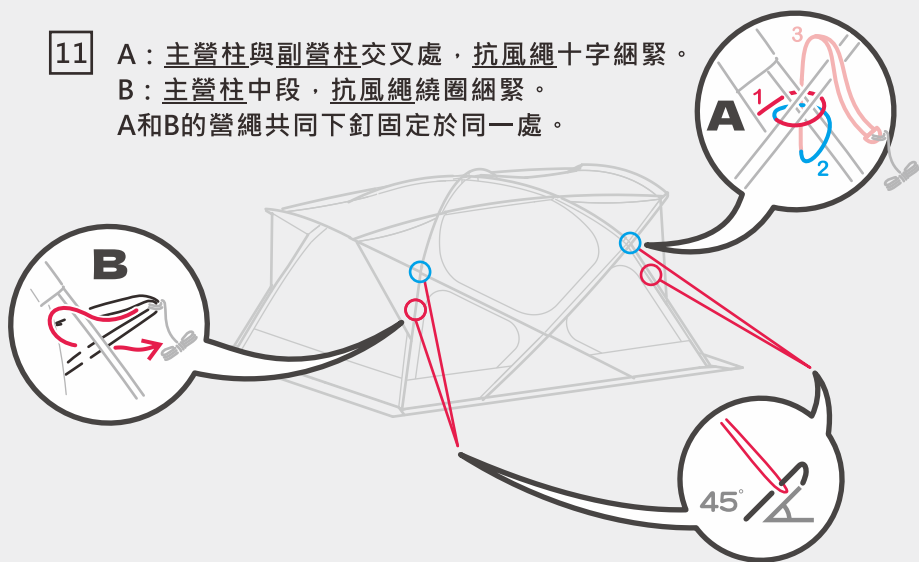 11 A：主營柱與副營柱交叉處，抗風繩十字綑緊。
B：主營柱中段，抗風繩繞圈綑緊。
A和B的營繩共同下釘固定於同一處。
A
1
2
3
B
45°